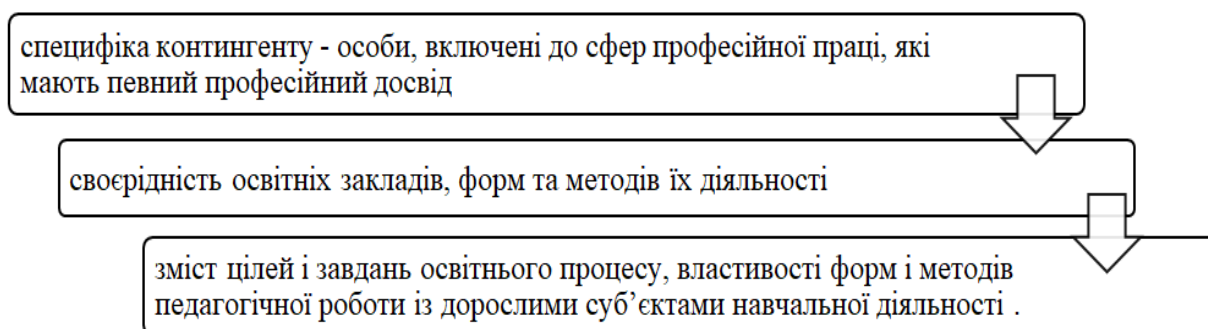 специфіка контингенту - особи, включені до сфер професійної праці, які
мають певний професійний досвід
своєрідність освітніх закладів, форм та методів їх діяльності
зміст цілей і завдань освітнього процесу, властивості форм і методів
педагогічної роботи із дорослими суб’єктами навчальної діяльності .